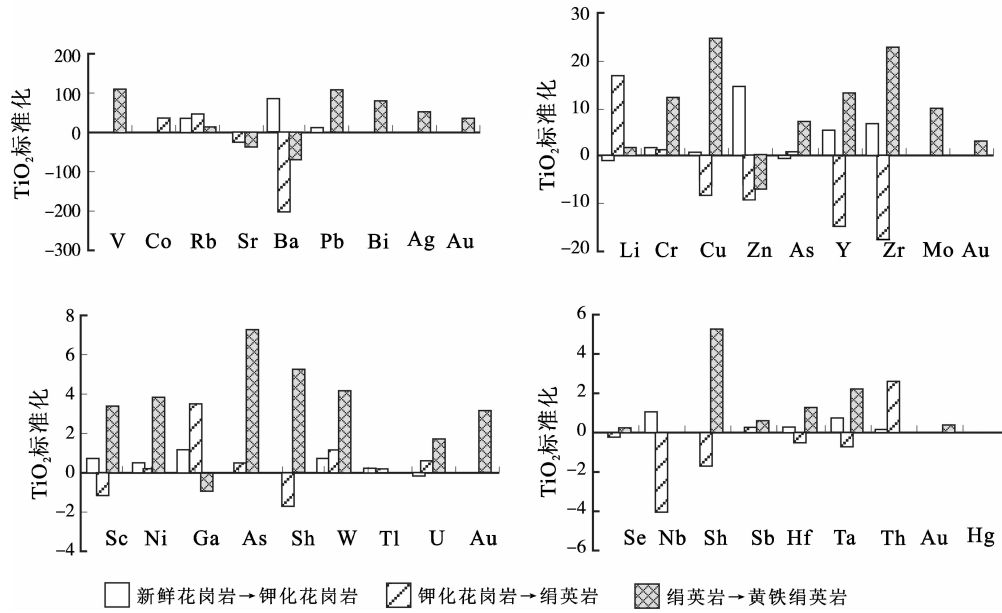 TiO₂标准化
200
100
0
−100
−200
−300
V Co Rb Sr Ba Pb Bi Ag Au
TiO₂标准化
30
20
10
0
−10
−20
Li Cr Cu Zn As Y Zr Mo Au
TiO₂标准化
8
6
4
2
0
−2
−4
Sc Ni Ga As Sh W Tl U Au
TiO₂标准化
6
4
2
0
−2
−4
−6
Se Nb Sh Sb Hf Ta Th Au Hg
新鲜花岗岩→钾化花岗岩 钾化花岗岩→绢英岩 绢英岩→黄铁绢英岩